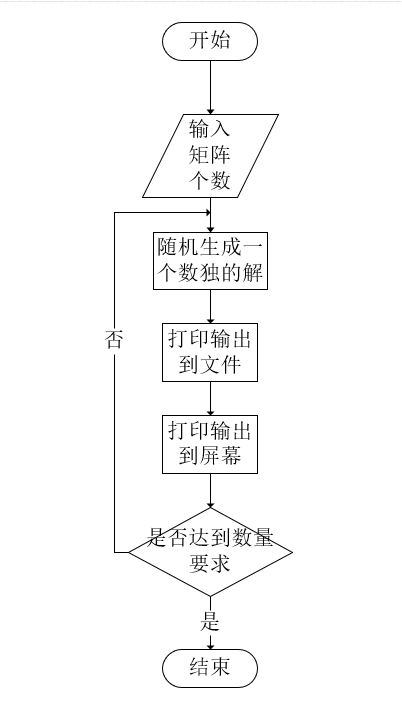 开始
输入
矩阵
个数
随机生成一
个数独的解
打印输出
到文件
否
打印输出
到屏幕
是否达到数量
要求
是
结束